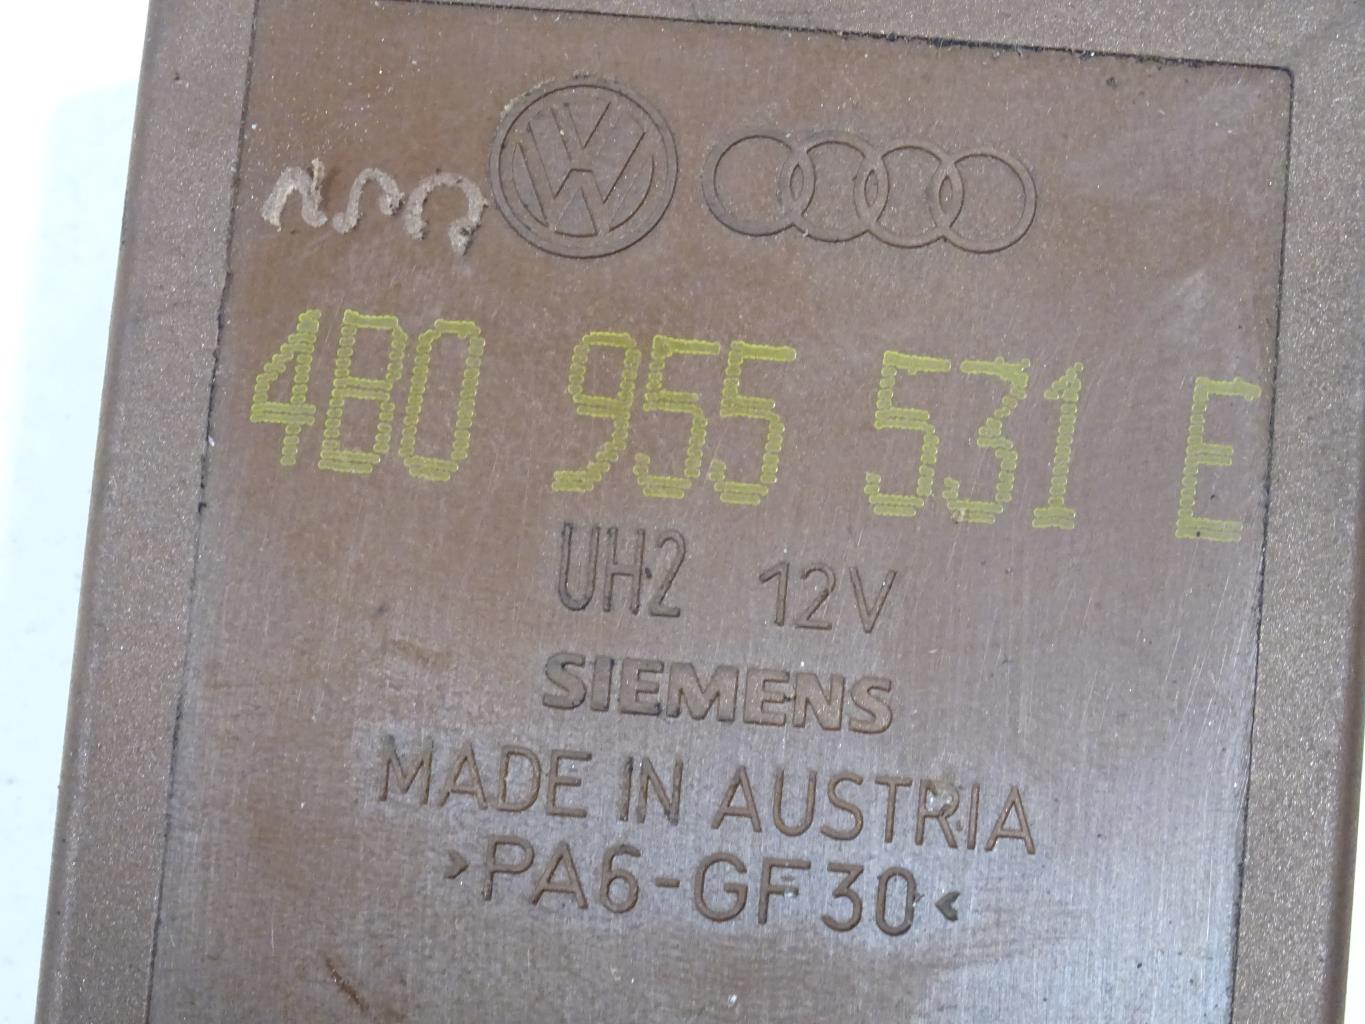 4B0 955 531 E
UH2 12V
SIEMENS
MADE IN AUSTRIA
>PA6-GF30<